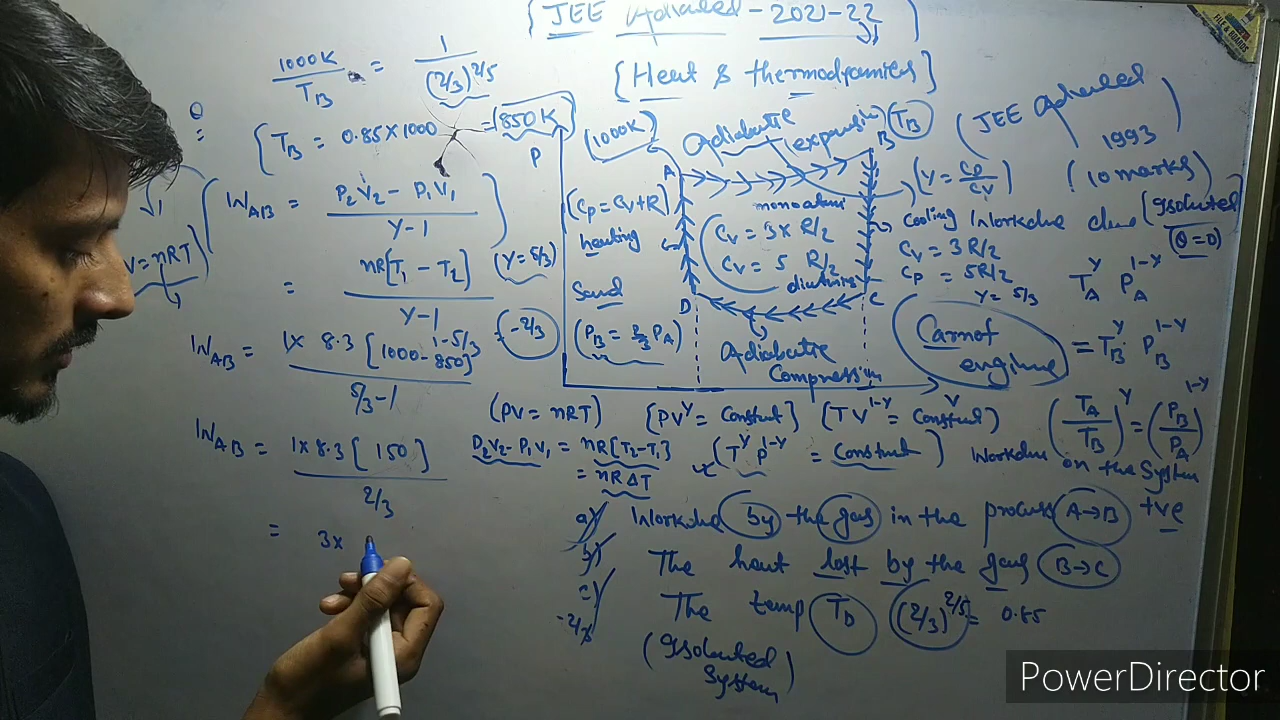 { JEE Advanced - 2021-22 }
[Heat & thermodynamics]
1000K / T_B = 1 / (2/3)^2/5
{ T_B = 0.85 X 1000 = 850 K
P
(1000K)
Adiabatic expansion
A
B
(T_B)
(JEE Advanced 1993)
(10 marks)
W_AB = P₂V₂ - P₁V₁ / γ-1
V = nRT
= nR[T₁ - T₂] / γ-1
(γ = 5/3)
W_AB = 1 x 8.3 [1000 - 850] / 5/3 - 1
1-5/3 = -2/3
W_AB = 1 x 8.3 [150] / 2/3
= 3x
(Cp = Cv+R)
heating
monoatomic
Cv = 3 x R/2
Cv = 5 R/2
diatomic
(γ = Cp/Cv)
Cooling Workdone
(Q=0)
Cv = 3R/2
Cp = 5R/2
γ = 5/3
D
C
Adiabatic
Compression
V
Carnot
engine
T_A^γ P_A^1-γ
= T_B^γ P_B^1-γ
(T_A/T_B)^γ = (P_B/P_A)^1-γ
(PV = nRT) [PV^γ = Constant] (TV^1-γ = Constant)
P₂V₂ - P₁V₁ = nR[T₂-T₁]
= nRΔT
(T^γ P^1-γ = Constant)
Workdone
on the System
a) Workdone by the gas in the process A→B +ve
b) The heat lost by the gas B→C
c) The temp T_D (2/3)^2/5 = 0.85
-2/3
System
PowerDirector